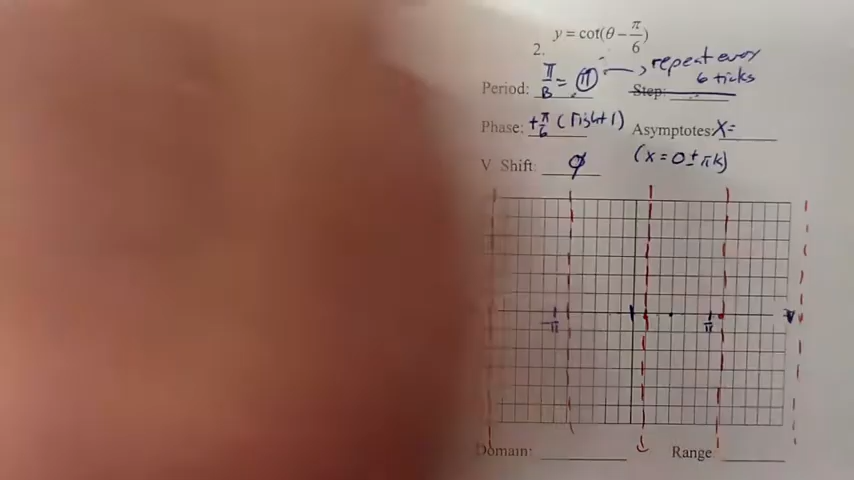 y = cot(θ − π/6)
2.
Period: π/B = π → repeat every 6 ticks
Step:
Phase: +π/6 (right 1) Asymptotes: x=
V Shift: ∅ (x = 0 ± πk)
-π π
Domain: Range: